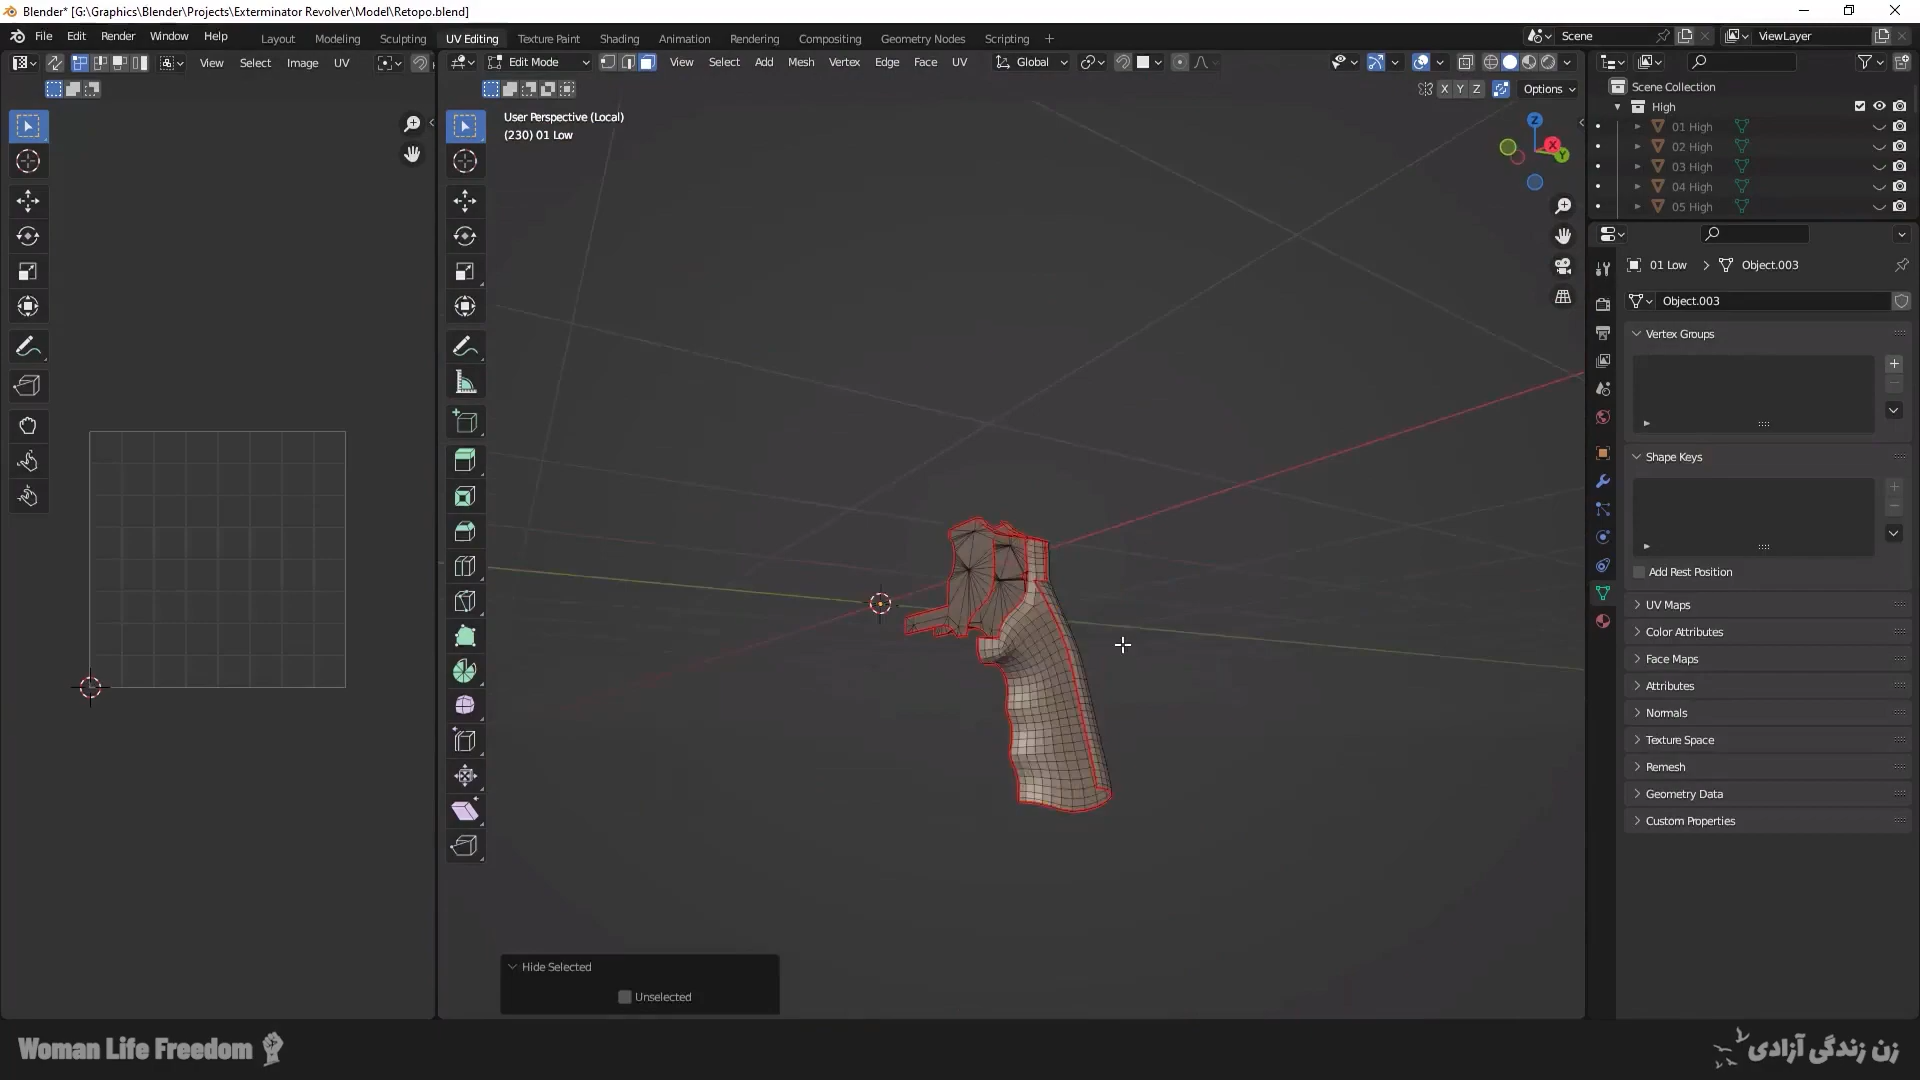 Blender* [G:\Graphics\Blender\Projects\Exterminator Revolver\Model\Retopo.blend]
File Edit Render Window Help
Layout Modeling Sculpting UV Editing Texture Paint Shading Animation Rendering Compositing Geometry Nodes Scripting +
Scene
ViewLayer
View Select Image UV
Edit Mode
View Select Add Mesh Vertex Edge Face UV
Global
X Y Z
Options
User Perspective (Local)
(230) 01 Low
Z
X
Y
Scene Collection
High
01 High
02 High
03 High
04 High
05 High
01 Low
Object.003
Object.003
Vertex Groups
Shape Keys
Add Rest Position
UV Maps
Color Attributes
Face Maps
Attributes
Normals
Texture Space
Remesh
Geometry Data
Custom Properties
Hide Selected
Unselected
Woman Life Freedom
زن زندگی آزادی